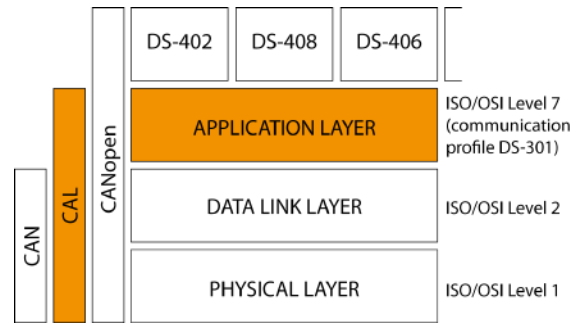 DS-402
DS-408
DS-406
APPLICATION LAYER
ISO/OSI Level 7
(communication
profile DS-301)
DATA LINK LAYER
ISO/OSI Level 2
PHYSICAL LAYER
ISO/OSI Level 1
CAN
CAL
CANopen